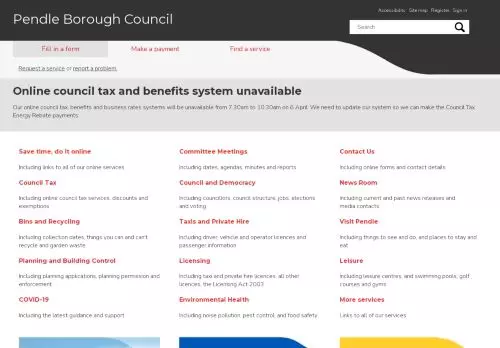 Pendle Borough Council
Accessibility Site map Register Sign in
Search
Fill in a form
Make a payment
Find a service
Request a service or report a problem.
Online council tax and benefits system unavailable
Our online council tax, benefits and business rates systems will be unavailable from 7.30am to 10.30am on 6 April. We need to update our system so we can make the Council Tax
Energy Rebate payments.
Save time, do it online
Including links to all of our online services
Committee Meetings
Including dates, agendas, minutes and reports
Contact Us
Including online forms and contact details
Council Tax
Including online council tax services, discounts and
exemptions
Council and Democracy
Including councillors, council structure, jobs, elections
and voting
News Room
Including current and past news releases and
media contacts
Bins and Recycling
Including collection dates, things you can and can't
recycle and garden waste
Taxis and Private Hire
Including driver, vehicle and operator licences and
passenger information
Visit Pendle
Including things to see and do, and places to stay and
eat
Planning and Building Control
Including planning applications, planning permission and
enforcement
Licensing
Including taxi and private hire licences, all other
licences, the Licensing Act 2003
Leisure
Including leisure centres, and swimming pools, golf
courses and gyms
COVID-19
Including the latest guidance and support
Environmental Health
Including noise pollution, pest control, and food safety
More services
Links to all of our services